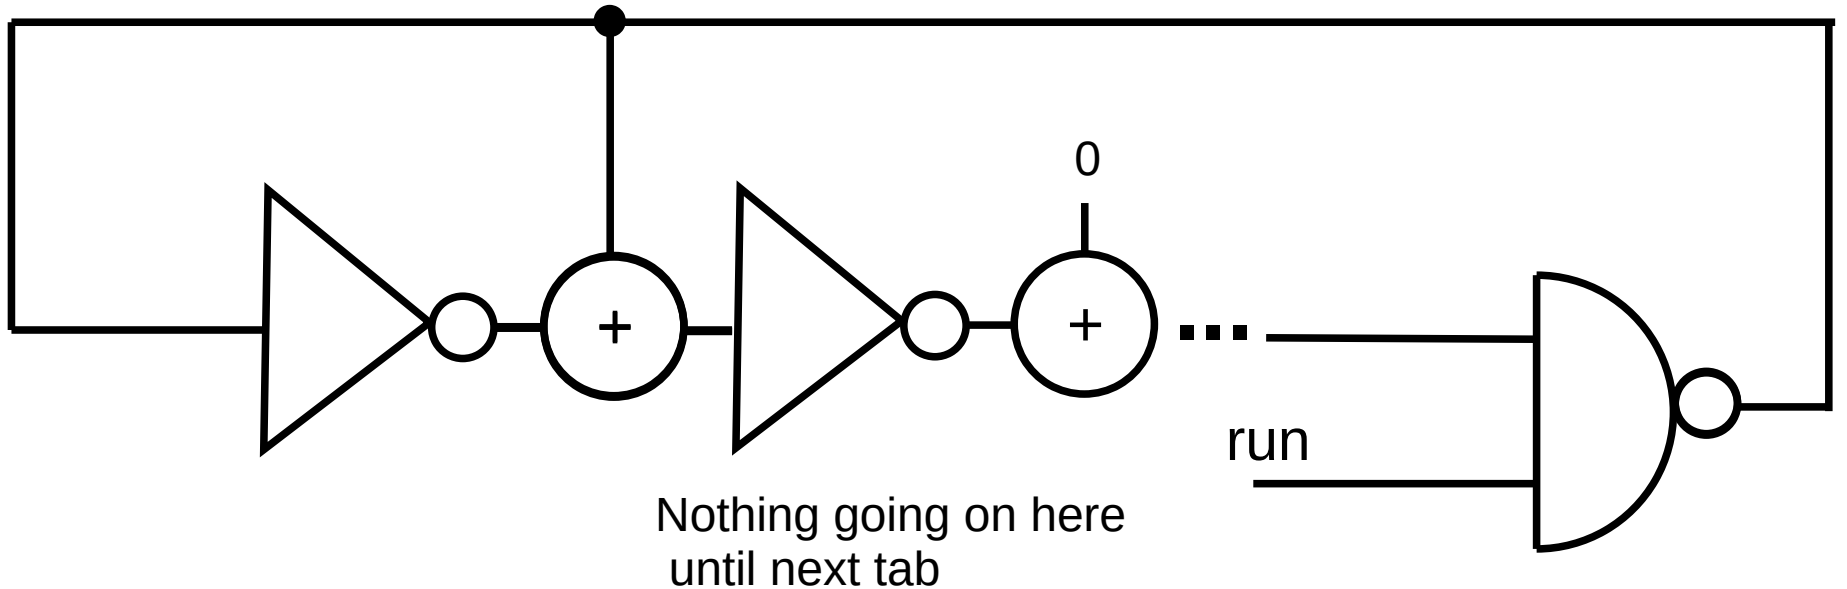 0
+
+
run
Nothing going on here
until next tab